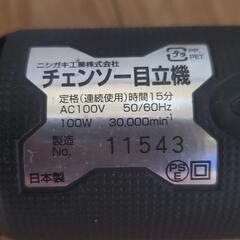 ニシガキ工業株式会社
PP,
PET
チェンソー目立機
定格(連続使用)時間15分
AC100V 50/60Hz
100W 30,000min⁻¹
製造
No. 11543
日本製
PS
E